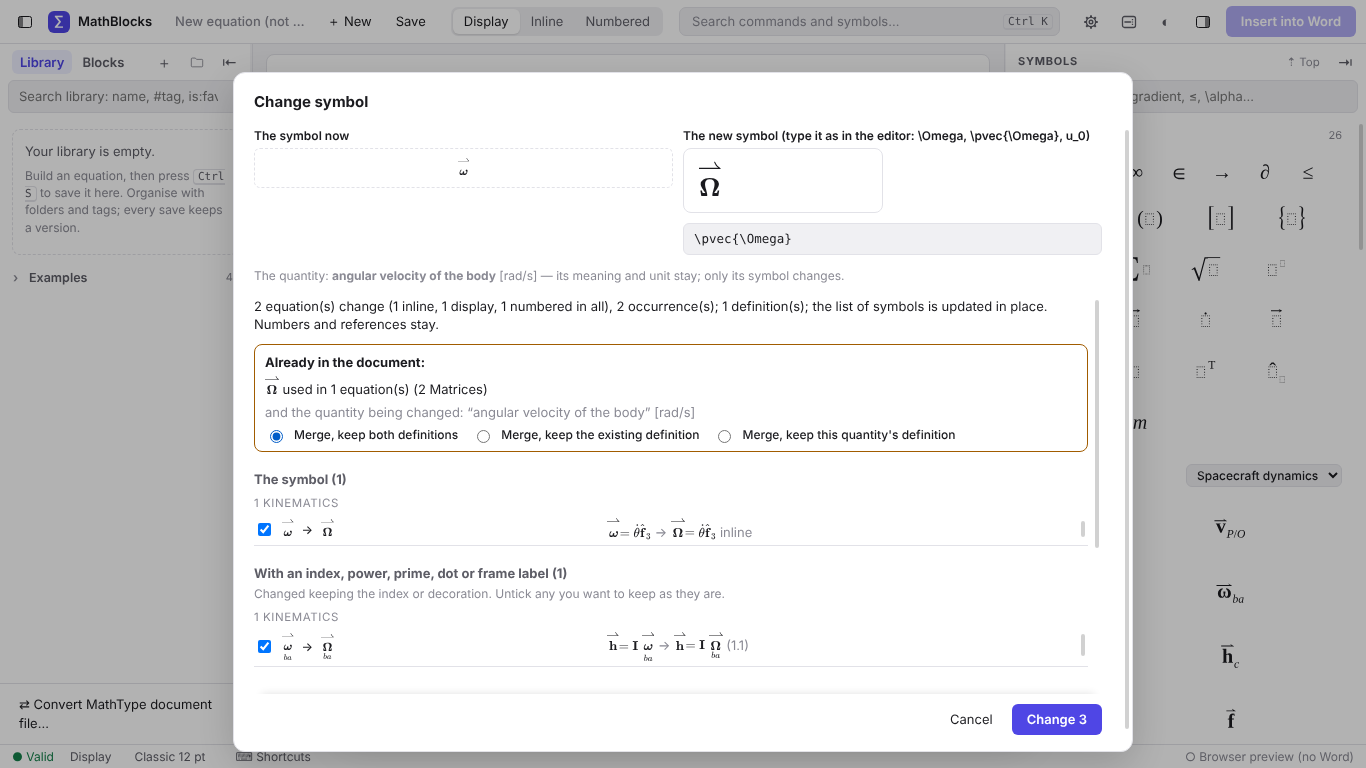 MathBlocks New equation (not ... + New Save Display Inline Numbered Search commands and symbols... Ctrl K Insert into Word
Library Blocks
Search library: name, #tag, is:fav
Your library is empty.
Build an equation, then press Ctrl
S to save it here. Organise with
folders and tags; every save keeps
a version.
Examples 4
⇄ Convert MathType document
file...
Valid Display Classic 12 pt Shortcuts
Change symbol
The symbol now
ω
The new symbol (type it as in the editor: \Omega, \pvec{\Omega}, u_0)
Ω
\pvec{\Omega}
The quantity: angular velocity of the body [rad/s] — its meaning and unit stay; only its symbol changes.
2 equation(s) change (1 inline, 1 display, 1 numbered in all), 2 occurrence(s); 1 definition(s); the list of symbols is updated in place.
Numbers and references stay.
Already in the document:
Ω used in 1 equation(s) (2 Matrices)
and the quantity being changed: “angular velocity of the body” [rad/s]
Merge, keep both definitions Merge, keep the existing definition Merge, keep this quantity's definition
The symbol (1)
1 KINEMATICS
ω → Ω ω = θ̇f̂₃ → Ω = θ̇f̂₃ inline
With an index, power, prime, dot or frame label (1)
Changed keeping the index or decoration. Untick any you want to keep as they are.
1 KINEMATICS
ω ba → Ω ba h = I ω ba → h = I Ω ba (1.1)
Cancel Change 3
SYMBOLS ↑ Top
gradient, ≤, \alpha...
26
∞ ∈ → ∂ ≤
( ) [ ] { }
√
T
m
Spacecraft dynamics
v P/O
ω ba
h c
f
Browser preview (no Word)